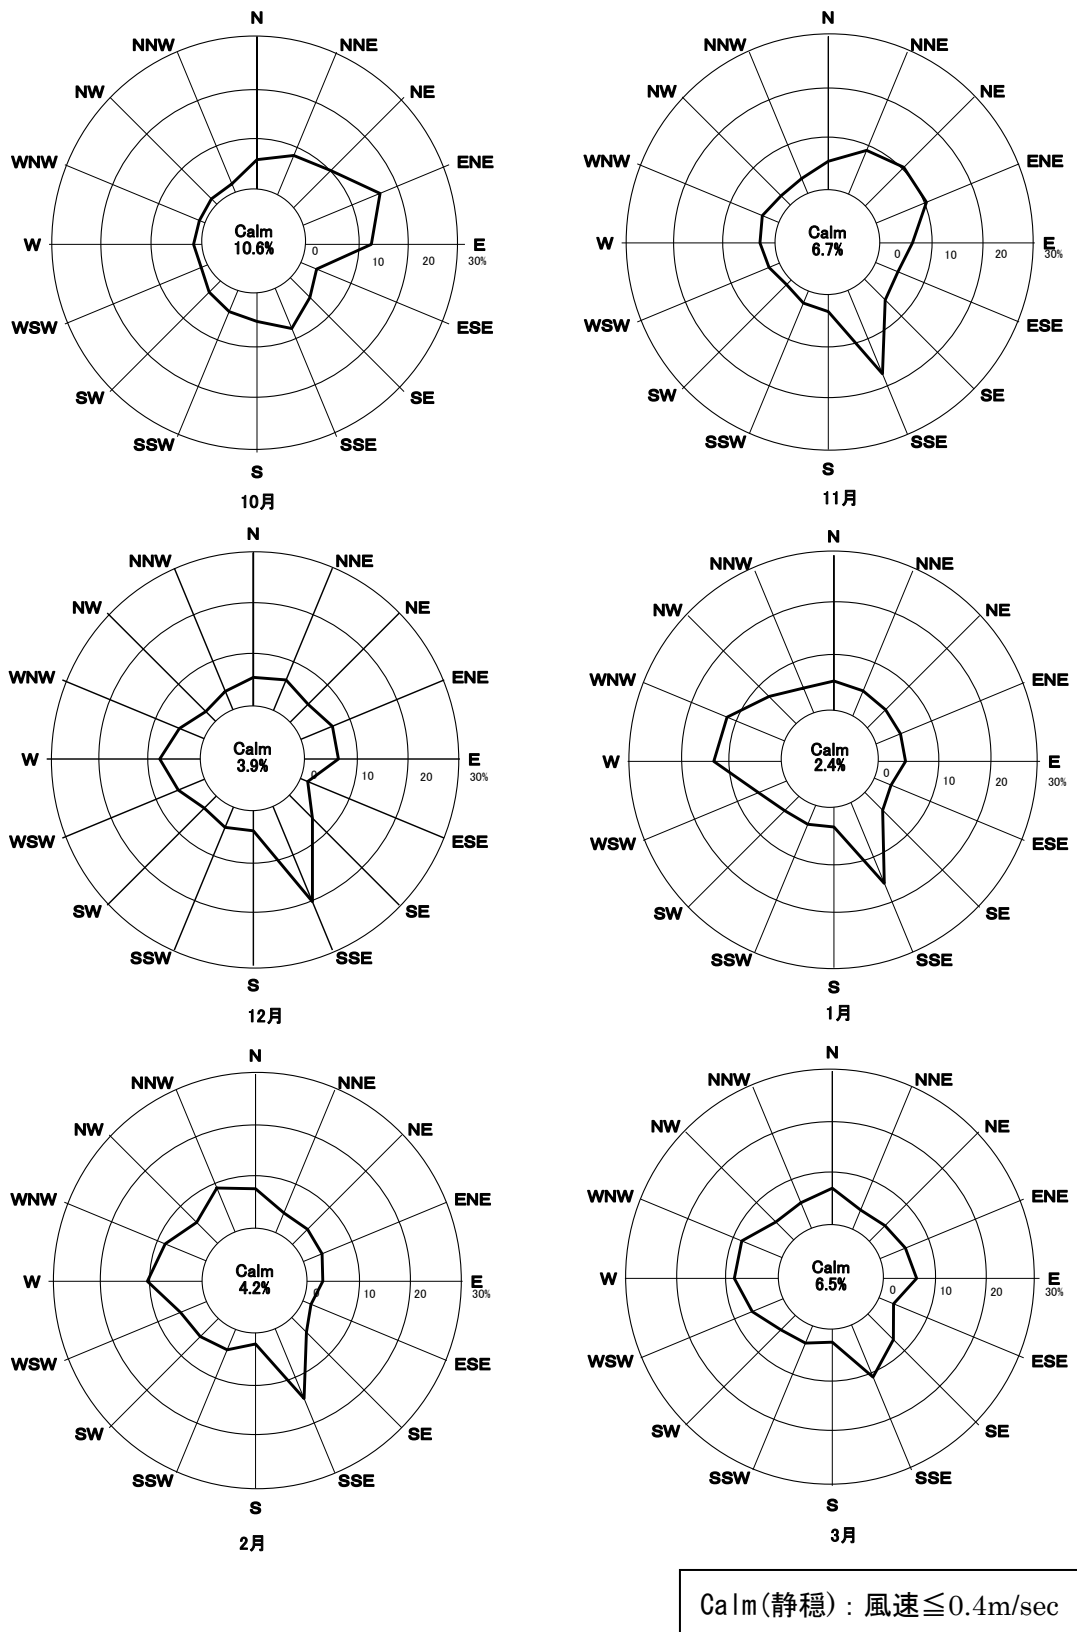 N
NNW NNE
NW NE
WNW ENE
Calm
10.6%
W 0 10 20 30% E
WSW ESE
SW SE
SSW SSE
S
10月
N
NNW NNE
NW NE
WNW ENE
Calm
6.7%
W 0 10 20 30% E
WSW ESE
SW SE
SSW SSE
S
11月
N
NNW NNE
NW NE
WNW ENE
Calm
3.9%
W 0 10 20 30% E
WSW ESE
SW SE
SSW SSE
S
12月
N
NNW NNE
NW NE
WNW ENE
Calm
2.4%
W 0 10 20 30% E
WSW ESE
SW SE
SSW SSE
S
1月
N
NNW NNE
NW NE
WNW ENE
Calm
4.2%
W 0 10 20 30% E
WSW ESE
SW SE
SSW SSE
S
2月
N
NNW NNE
NW NE
WNW ENE
Calm
6.5%
W 0 10 20 30% E
WSW ESE
SW SE
SSW SSE
S
3月
Calm(静穏)：風速≦0.4m/sec